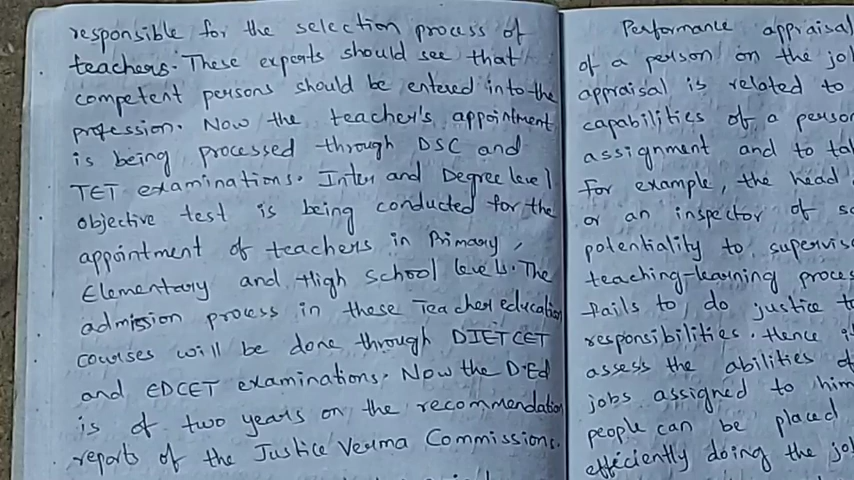 responsible for the selection process of
teachers. These experts should see that
competent persons should be entered into the
profession. Now the teacher's appointment
is being processed through DSC and
TET examinations. Inter and Degree level
objective test is being conducted for the
appointment of teachers in Primary,
Elementary and High School levels. The
admission process in these Teacher education
courses will be done through DIETCET
and EDCET examinations. Now the D.Ed
is of two years on the recommendation
reports of the Justice Verma Commissions.
Performance appraisal
of a person on the
appraisal is related to
capabilities of a
assignment and to
for example, the head
or an inspector of
potentiality to
teaching-learning
fails to do justice
responsibilities. Hence
assess the abilities of
jobs assigned to him
people can be placed
efficiently doing the